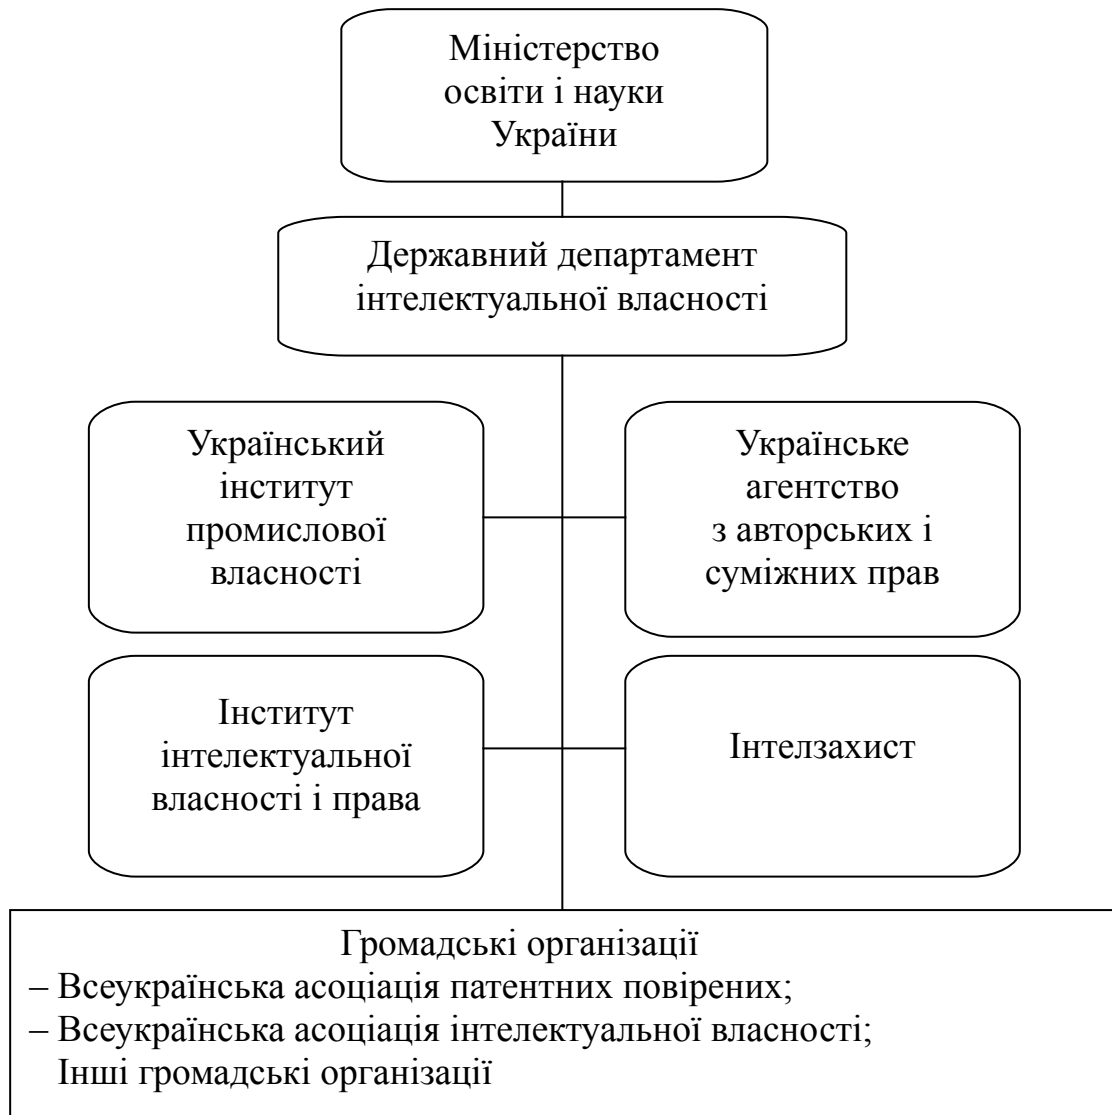 Міністерство
освіти і науки
України
Державний департамент
інтелектуальної власності
Український
інститут
промислової
власності
Українське
агентство
з авторських і
суміжних прав
Інститут
інтелектуальної
власності і права
Інтелзахист
Громадські організації
– Всеукраїнська асоціація патентних повірених;
– Всеукраїнська асоціація інтелектуальної власності;
Інші громадські організації